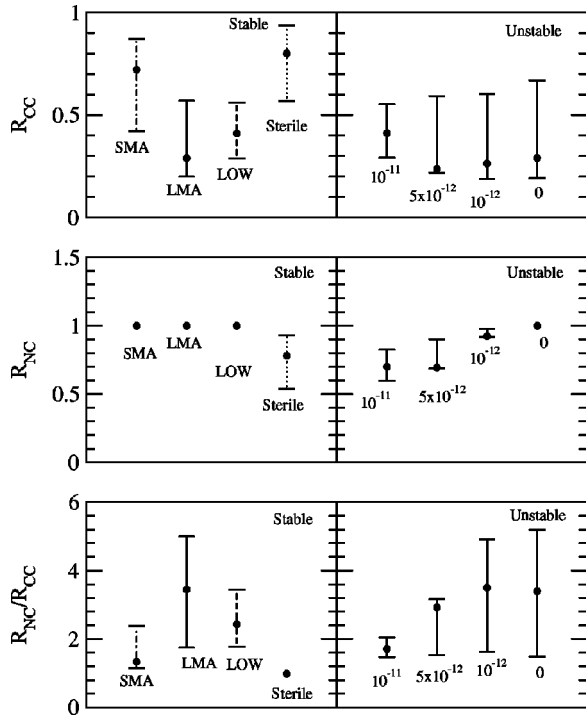 1
Stable
Unstable
0.5
SMA
LMA
LOW
Sterile
10⁻¹¹
5x10⁻¹²
10⁻¹²
0
0
R_CC
1.5
Stable
Unstable
1
SMA
LMA
LOW
Sterile
10⁻¹¹
5x10⁻¹²
10⁻¹²
0
0.5
0
R_NC
6
Stable
Unstable
4
2
SMA
LMA
LOW
Sterile
10⁻¹¹
5x10⁻¹²
10⁻¹²
0
0
R_NC/R_CC